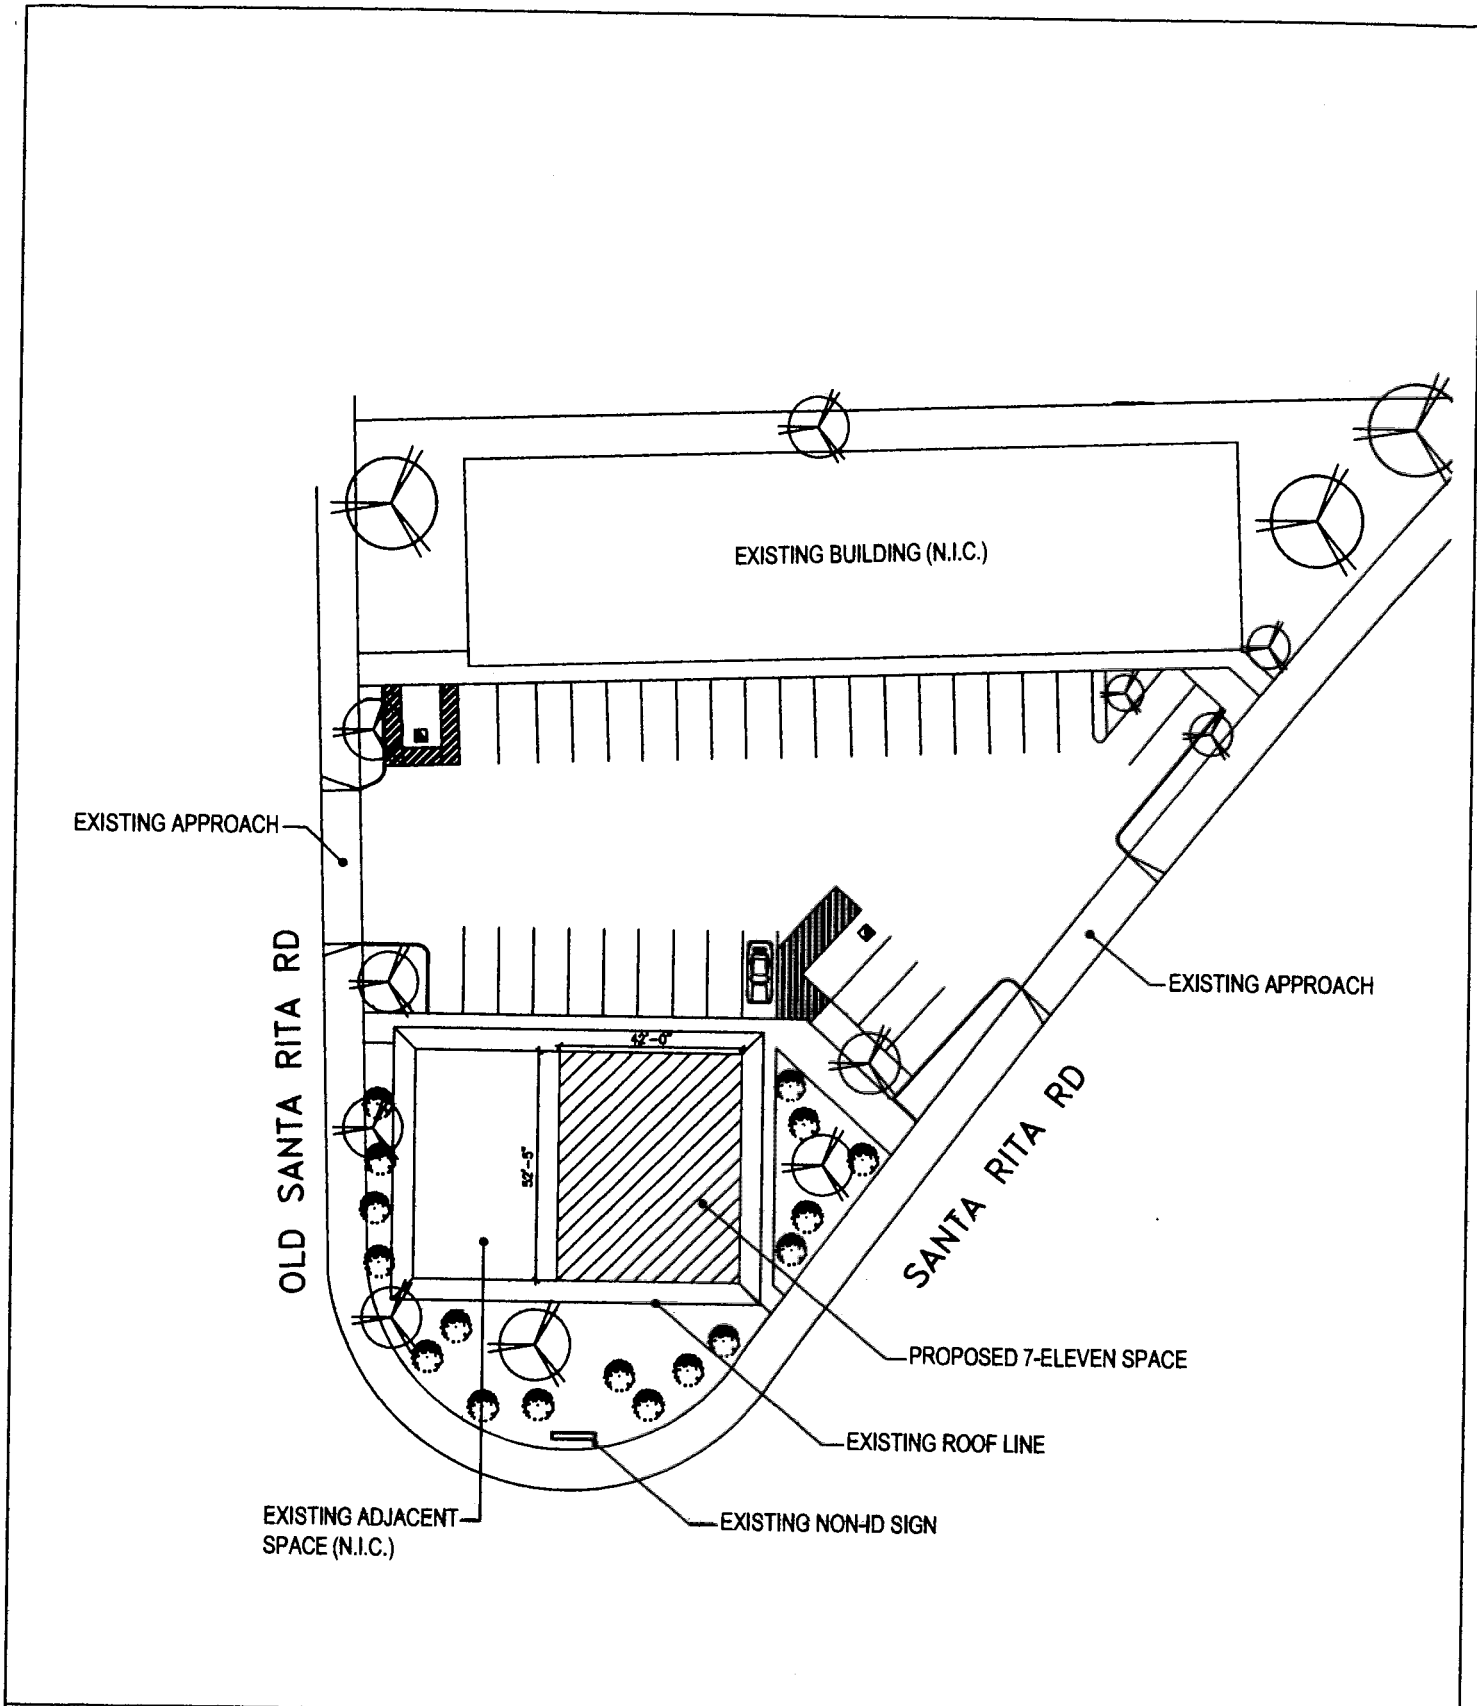 EXISTING BUILDING (N.I.C.)
EXISTING APPROACH
OLD SANTA RITA RD
EXISTING APPROACH
42'-0"
52'-5"
SANTA RITA RD
PROPOSED 7-ELEVEN SPACE
EXISTING ROOF LINE
EXISTING ADJACENT
SPACE (N.I.C.)
EXISTING NON-ID SIGN